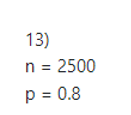 13)
n = 2500
p = 0.8